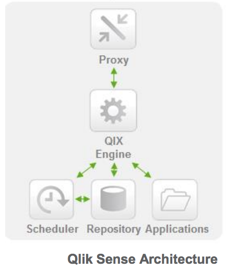 Proxy
QIX
Engine
Scheduler Repository Applications
Qlik Sense Architecture